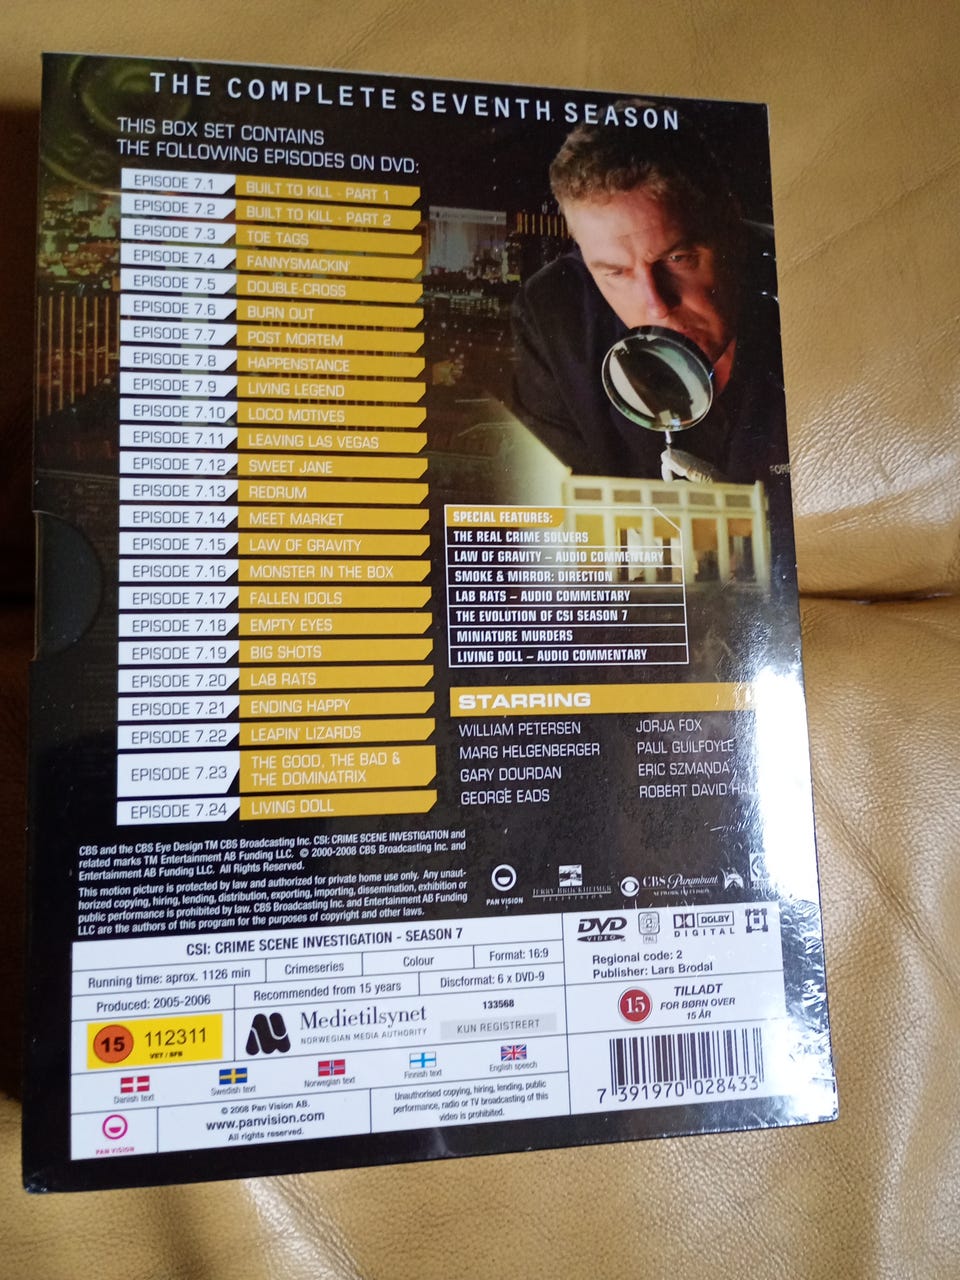 THE COMPLETE SEVENTH SEASON
THIS BOX SET CONTAINS
THE FOLLOWING EPISODES ON DVD:
EPISODE 7.1 BUILT TO KILL - PART 1
EPISODE 7.2 BUILT TO KILL - PART 2
EPISODE 7.3 TOE TAGS
EPISODE 7.4 FANNYSMACKIN'
EPISODE 7.5 DOUBLE-CROSS
EPISODE 7.6 BURN OUT
EPISODE 7.7 POST MORTEM
EPISODE 7.8 HAPPENSTANCE
EPISODE 7.9 LIVING LEGEND
EPISODE 7.10 LOCO MOTIVES
EPISODE 7.11 LEAVING LAS VEGAS
EPISODE 7.12 SWEET JANE
EPISODE 7.13 REDRUM
EPISODE 7.14 MEET MARKET
EPISODE 7.15 LAW OF GRAVITY
EPISODE 7.16 MONSTER IN THE BOX
EPISODE 7.17 FALLEN IDOLS
EPISODE 7.18 EMPTY EYES
EPISODE 7.19 BIG SHOTS
EPISODE 7.20 LAB RATS
EPISODE 7.21 ENDING HAPPY
EPISODE 7.22 LEAPIN' LIZARDS
EPISODE 7.23 THE GOOD, THE BAD &
THE DOMINATRIX
EPISODE 7.24 LIVING DOLL
SPECIAL FEATURES:
THE REAL CRIME SOLVERS
LAW OF GRAVITY – AUDIO COMMENTARY
SMOKE & MIRROR: DIRECTION
LAB RATS – AUDIO COMMENTARY
THE EVOLUTION OF CSI SEASON 7
MINIATURE MURDERS
LIVING DOLL – AUDIO COMMENTARY
STARRING
WILLIAM PETERSEN JORJA FOX
MARG HELGENBERGER PAUL GUILFOYLE
GARY DOURDAN ERIC SZMANDA
GEORGE EADS ROBERT DAVID HAL
CBS and the CBS Eye Design TM CBS Broadcasting Inc. CSI: CRIME SCENE INVESTIGATION and
related marks TM Entertainment AB Funding LLC. © 2000-2008 CBS Broadcasting Inc. and
Entertainment AB Funding LLC. All Rights Reserved.
This motion picture is protected by law and authorized for private home use only. Any unaut-
horized copying, hiring, lending, distribution, exporting, importing, dissemination, exhibition or
public performance is prohibited by law. CBS Broadcasting Inc. and Entertainment AB Funding
LLC are the authors of this program for the purposes of copyright and other laws.
PAN VISION
JERRY BRUCKHEIMER
TELEVISION
CBS Paramount
NETWORK TELEVISION
CSI: CRIME SCENE INVESTIGATION - SEASON 7
Running time: aprox. 1126 min Crimeseries Colour Format: 16:9
Produced: 2005-2006 Recommended from 15 years Discformat: 6 x DVD-9
DVD VIDEO 2 PAL DOLBY DIGITAL
Regional code: 2
Publisher: Lars Brodal
15 112311
VET / SFB
Medietilsynet
NORWEGIAN MEDIA AUTHORITY
133568
KUN REGISTRERT
15 TILLADT
FOR BØRN OVER
15 ÅR
Danish text Swedish text Norwegian text Finnish text English speech
PAN VISION
© 2008 Pan Vision AB.
www.panvision.com
All rights reserved.
Unauthorised copying, hiring, lending, public
performance, radio or TV broadcasting of this
video is prohibited.
7 391970 028433